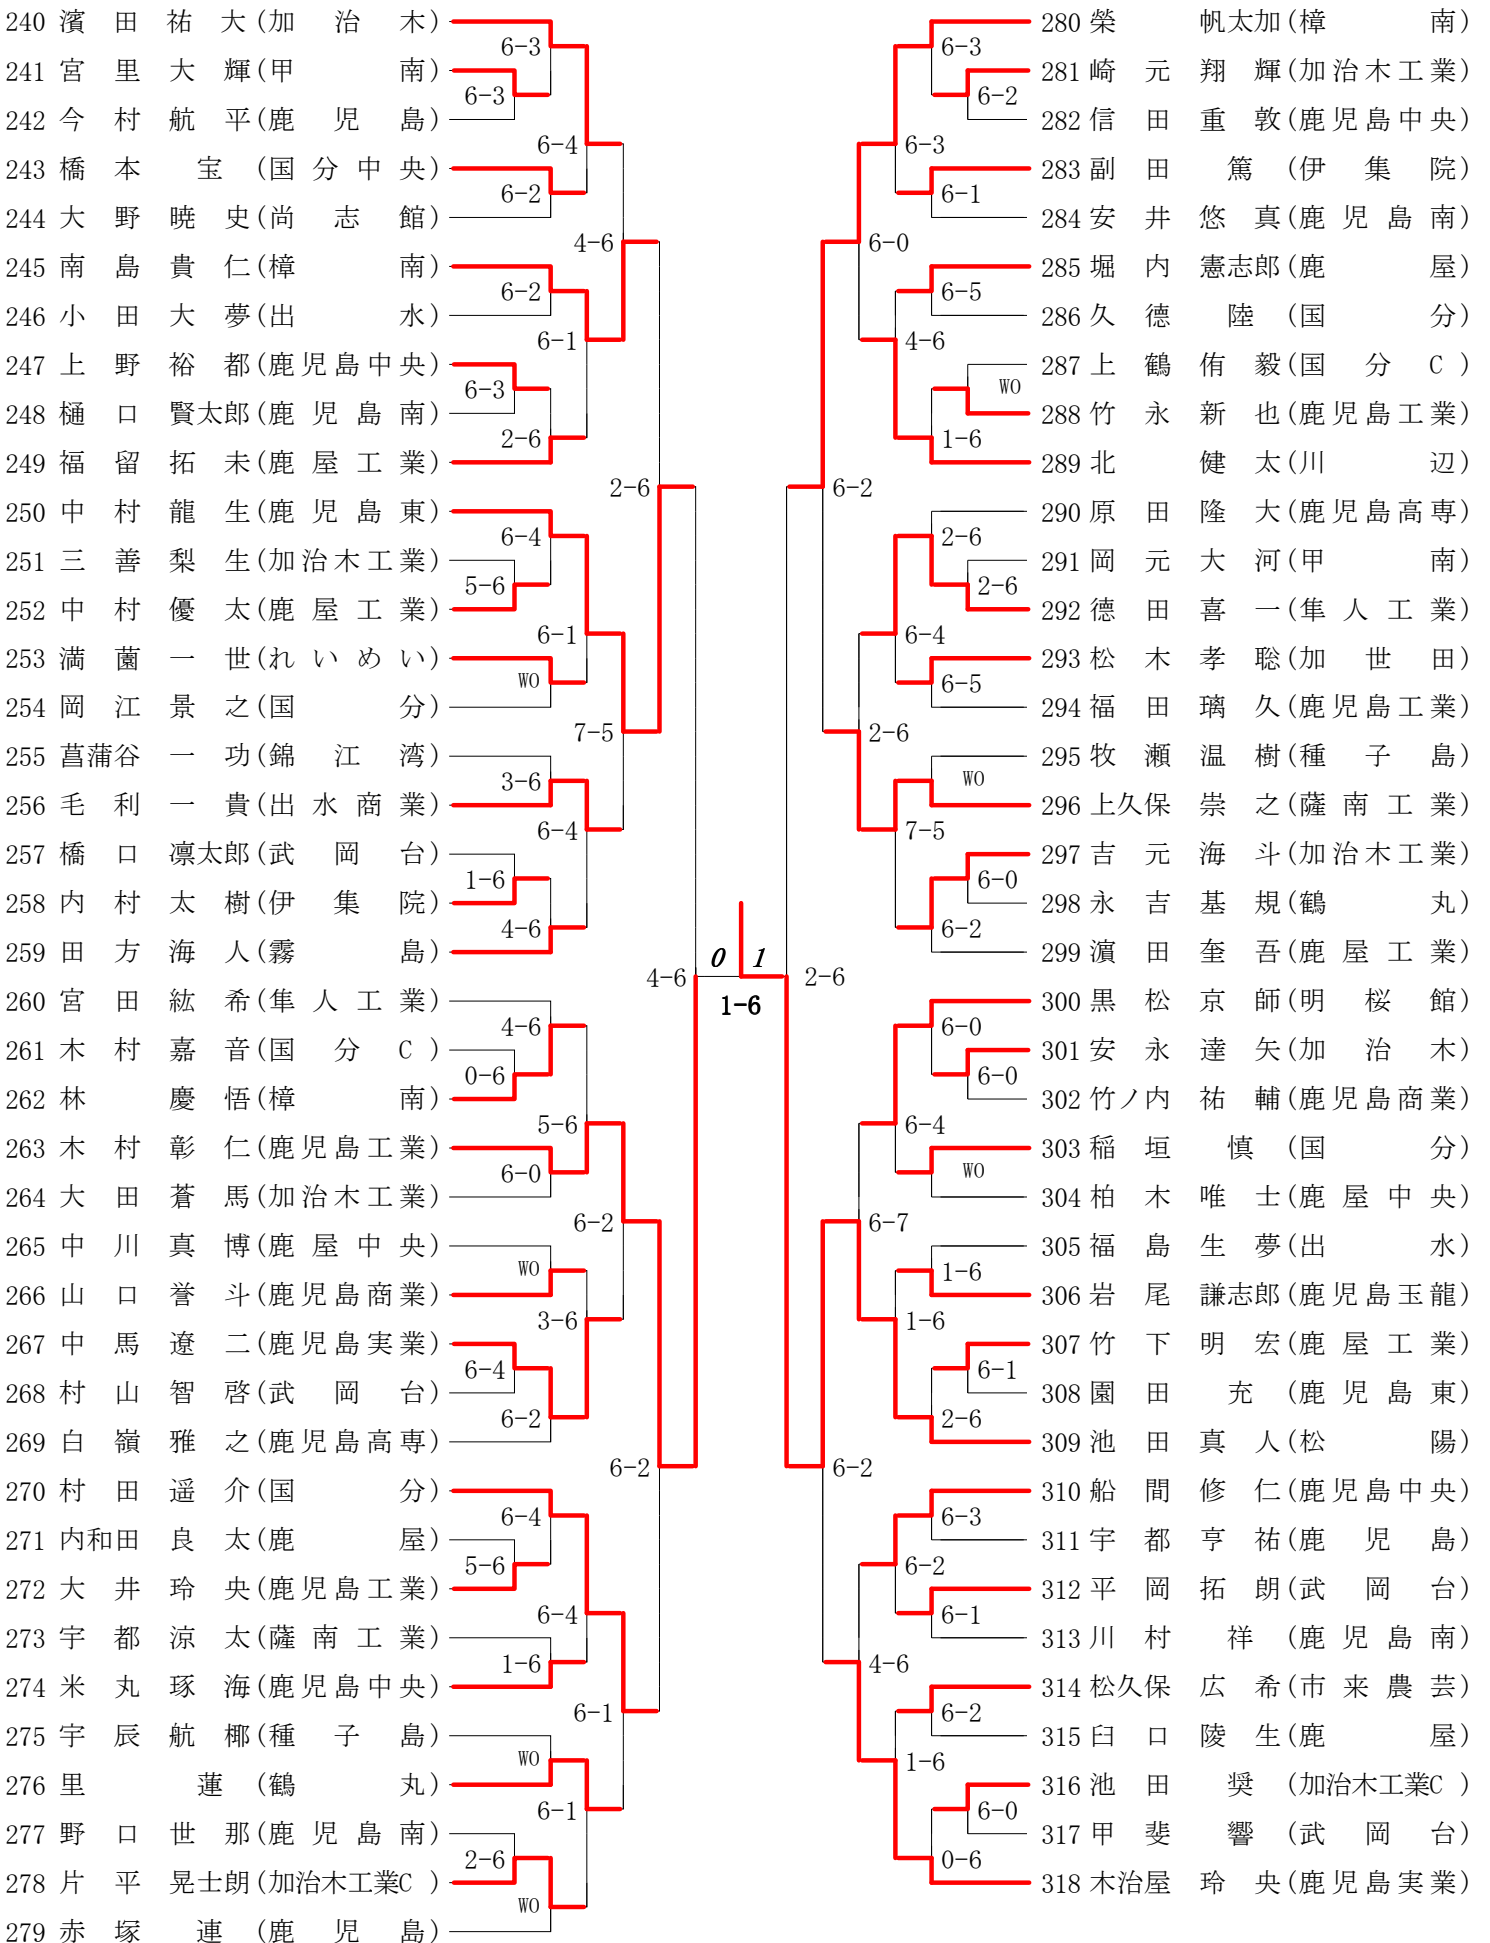 240 濱田祐大(加治木)
6-3
241 宮里大輝(甲南)
6-3
242 今村航平(鹿児島)
6-4
243 橋本宝(国分中央)
6-2
244 大野暁史(尚志館)
4-6
245 南島貴仁(樟南)
6-2
246 小田大夢(出水)
6-1
247 上野裕都(鹿児島中央)
6-3
248 樋口賢太郎(鹿児島南)
2-6
249 福留拓未(鹿屋工業)
2-6
250 中村龍生(鹿児島東)
6-4
251 三善梨生(加治木工業)
5-6
252 中村優太(鹿屋工業)
6-1
253 満薗一世(れいめい)
WO
254 岡江景之(国分)
7-5
255 菖蒲谷一功(錦江湾)
3-6
256 毛利一貴(出水商業)
6-4
257 橋口凛太郎(武岡台)
1-6
258 内村太樹(伊集院)
4-6
259 田方海人(霧島)
4-6
260 宮田紘希(隼人工業)
4-6
261 木村嘉音(国分C)
0-6
262 林慶悟(樟南)
5-6
263 木村彰仁(鹿児島工業)
6-0
264 大田蒼馬(加治木工業)
6-2
265 中川真博(鹿屋中央)
WO
266 山口誉斗(鹿児島商業)
3-6
267 中馬遼二(鹿児島実業)
6-4
268 村山智啓(武岡台)
6-2
269 白嶺雅之(鹿児島高専)
6-2
270 村田遥介(国分)
6-4
271 内和田良太(鹿屋)
5-6
272 大井玲央(鹿児島工業)
6-4
273 宇都涼太(薩南工業)
1-6
274 米丸琢海(鹿児島中央)
6-1
275 宇辰航椰(種子島)
WO
276 里蓮(鶴丸)
6-1
277 野口世那(鹿児島南)
2-6
278 片平晃士朗(加治木工業C)
WO
279 赤塚連(鹿児島)
0 1
1-6
280 榮帆太加(樟南)
6-3
281 崎元翔輝(加治木工業)
6-2
282 信田重敦(鹿児島中央)
6-3
283 副田篤(伊集院)
6-1
284 安井悠真(鹿児島南)
6-0
285 堀内憲志郎(鹿屋)
6-5
286 久德陸(国分)
4-6
287 上鶴侑毅(国分C)
WO
288 竹永新也(鹿児島工業)
1-6
289 北健太(川辺)
6-2
290 原田隆大(鹿児島高専)
2-6
291 岡元大河(甲南)
2-6
292 德田喜一(隼人工業)
6-4
293 松木孝聡(加世田)
6-5
294 福田璃久(鹿児島工業)
2-6
295 牧瀬温樹(種子島)
WO
296 上久保崇之(薩南工業)
7-5
297 吉元海斗(加治木工業)
6-0
298 永吉基規(鶴丸)
6-2
299 濵田奎吾(鹿屋工業)
2-6
300 黒松京師(明桜館)
6-0
301 安永達矢(加治木)
6-0
302 竹ノ内祐輔(鹿児島商業)
6-4
303 稲垣慎(国分)
WO
304 柏木唯士(鹿屋中央)
6-7
305 福島生夢(出水)
1-6
306 岩尾謙志郎(鹿児島玉龍)
1-6
307 竹下明宏(鹿屋工業)
6-1
308 園田充(鹿児島東)
2-6
309 池田真人(松陽)
6-2
310 船間修仁(鹿児島中央)
6-3
311 宇都亨祐(鹿児島)
6-2
312 平岡拓朗(武岡台)
6-1
313 川村祥(鹿児島南)
4-6
314 松久保広希(市来農芸)
6-2
315 臼口陵生(鹿屋)
1-6
316 池田奨(加治木工業C)
6-0
317 甲斐響(武岡台)
0-6
318 木治屋玲央(鹿児島実業)